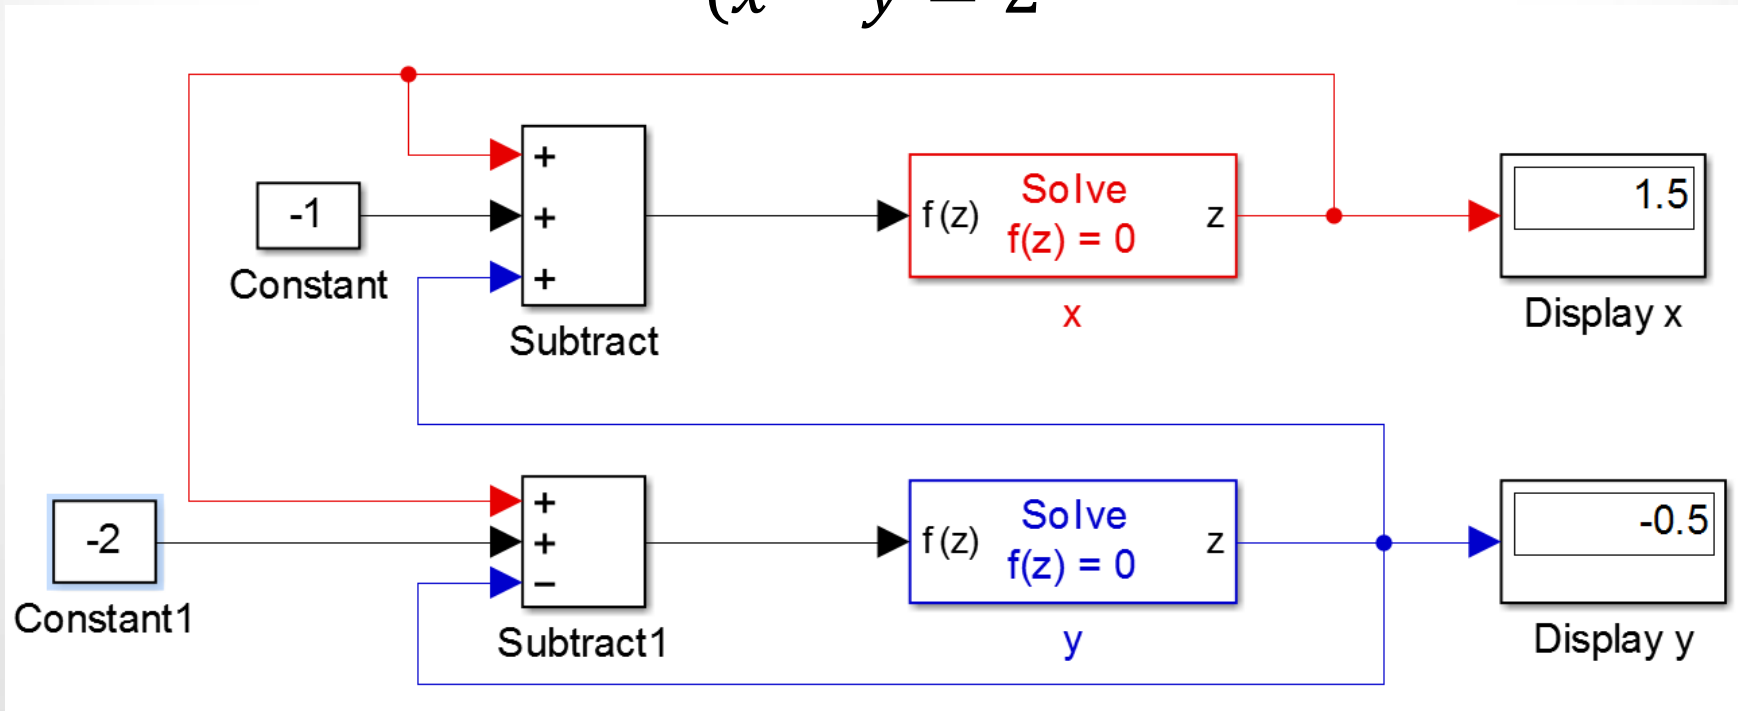 -1
Constant
+
+
+
Subtract
f(z)
Solve
f(z) = 0
z
x
1.5
Display x
-2
Constant1
+
+
−
Subtract1
f(z)
Solve
f(z) = 0
z
y
-0.5
Display y